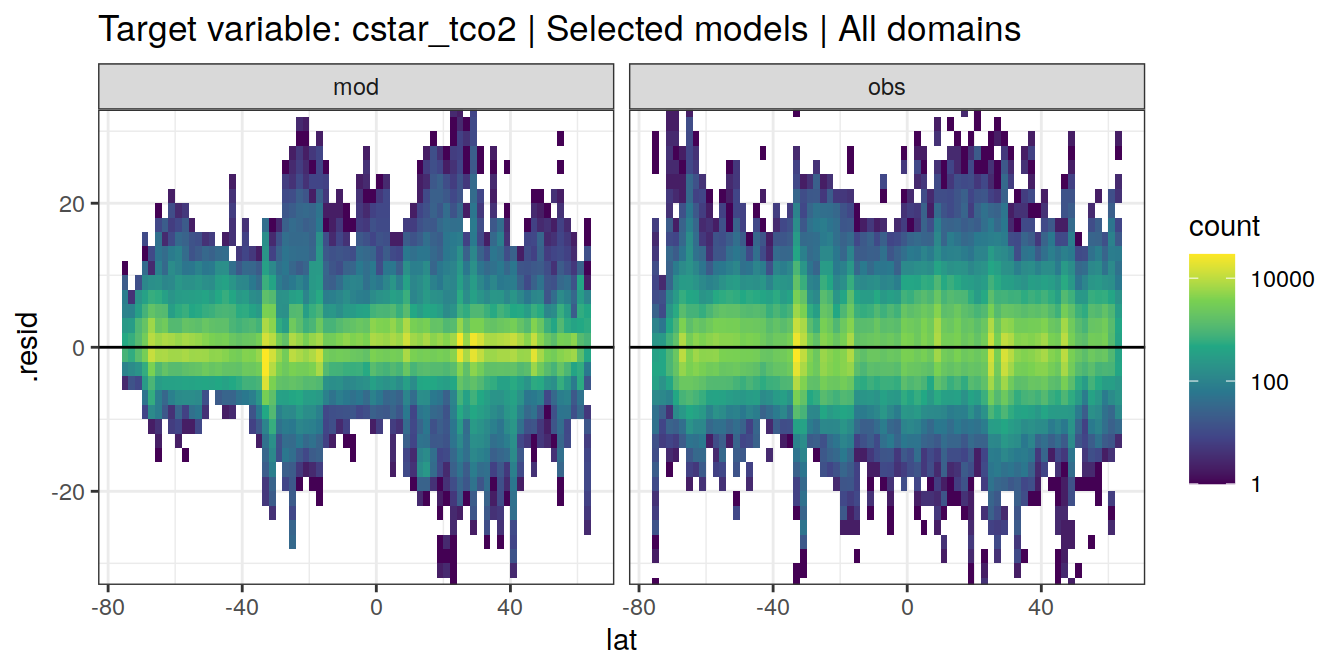 Target variable: cstar_tco2 | Selected models | All domains
mod
obs
.resid
20
0
-20
-80
-40
0
40
-80
-40
0
40
lat
count
10000
100
1